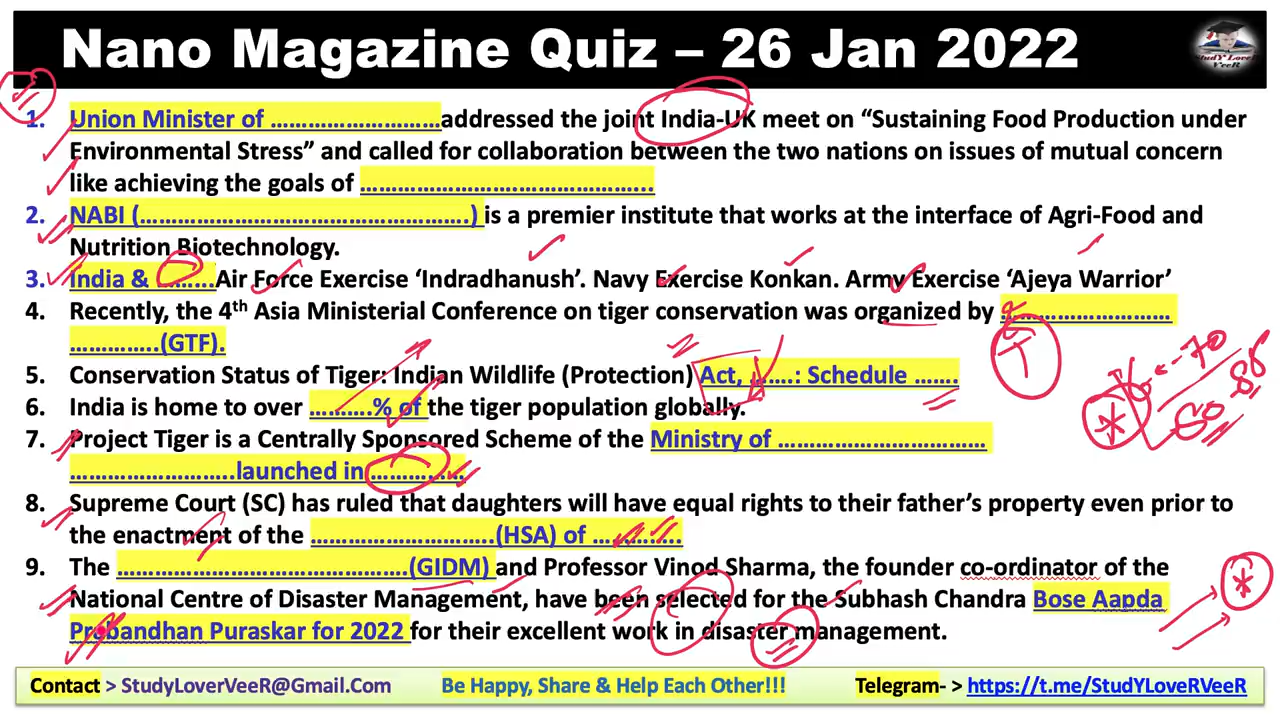 Nano Magazine Quiz – 26 Jan 2022
StudY LoveR
VeeR
1. Union Minister of ………………………addressed the joint India-UK meet on “Sustaining Food Production under
Environmental Stress” and called for collaboration between the two nations on issues of mutual concern
like achieving the goals of …………………….………………...
2. NABI (…………………………………………….) is a premier institute that works at the interface of Agri-Food and
Nutrition Biotechnology.
3. India & ……... Air Force Exercise ‘Indradhanush’. Navy Exercise Konkan. Army Exercise ‘Ajeya Warrior’
4. Recently, the 4th Asia Ministerial Conference on tiger conservation was organized by ………………………
…………..(GTF).
5. Conservation Status of Tiger: Indian Wildlife (Protection) Act, …….: Schedule …….
6. India is home to over ……….% of the tiger population globally.
7. Project Tiger is a Centrally Sponsored Scheme of the Ministry of ……………………………
……………………..launched in …………..
8. Supreme Court (SC) has ruled that daughters will have equal rights to their father’s property even prior to
the enactment of the ………………………..(HSA) of …………..
9. The ……………………………………….(GIDM) and Professor Vinod Sharma, the founder co-ordinator of the
National Centre of Disaster Management, have been selected for the Subhash Chandra Bose Aapda
Prabandhan Puraskar for 2022 for their excellent work in disaster management.
T
70
80
Contact > StudyLoverVeeR@Gmail.Com Be Happy, Share & Help Each Other!!! Telegram- > https://t.me/StudYLoveRVeeR